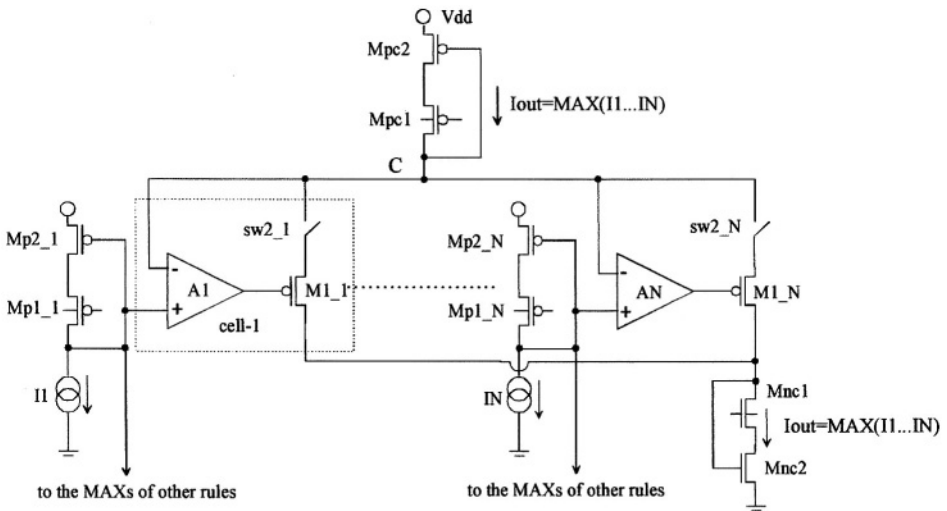 Vdd
Mpc2
Iout=MAX(I1...IN)
Mpc1
C
sw2_1
sw2_N
Mp2_1
Mp2_N
-
A1
M1_1
-
AN
M1_N
Mp1_1
+
cell-1
Mp1_N
+
I1
IN
Mnc1
Iout=MAX(I1...IN)
Mnc2
to the MAXs of other rules
to the MAXs of other rules